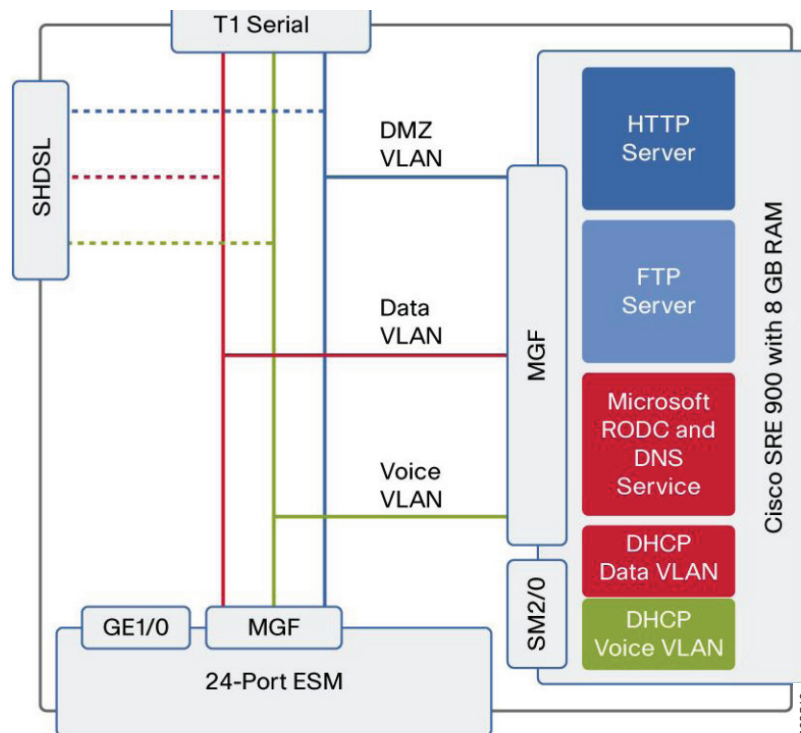 T1 Serial
SHDSL
DMZ
VLAN
Data
VLAN
Voice
VLAN
MGF
SM2/0
HTTP
Server
FTP
Server
Microsoft
RODC and
DNS
Service
DHCP
Data VLAN
DHCP
Voice VLAN
Cisco SRE 900 with 8 GB RAM
GE1/0
MGF
24-Port ESM